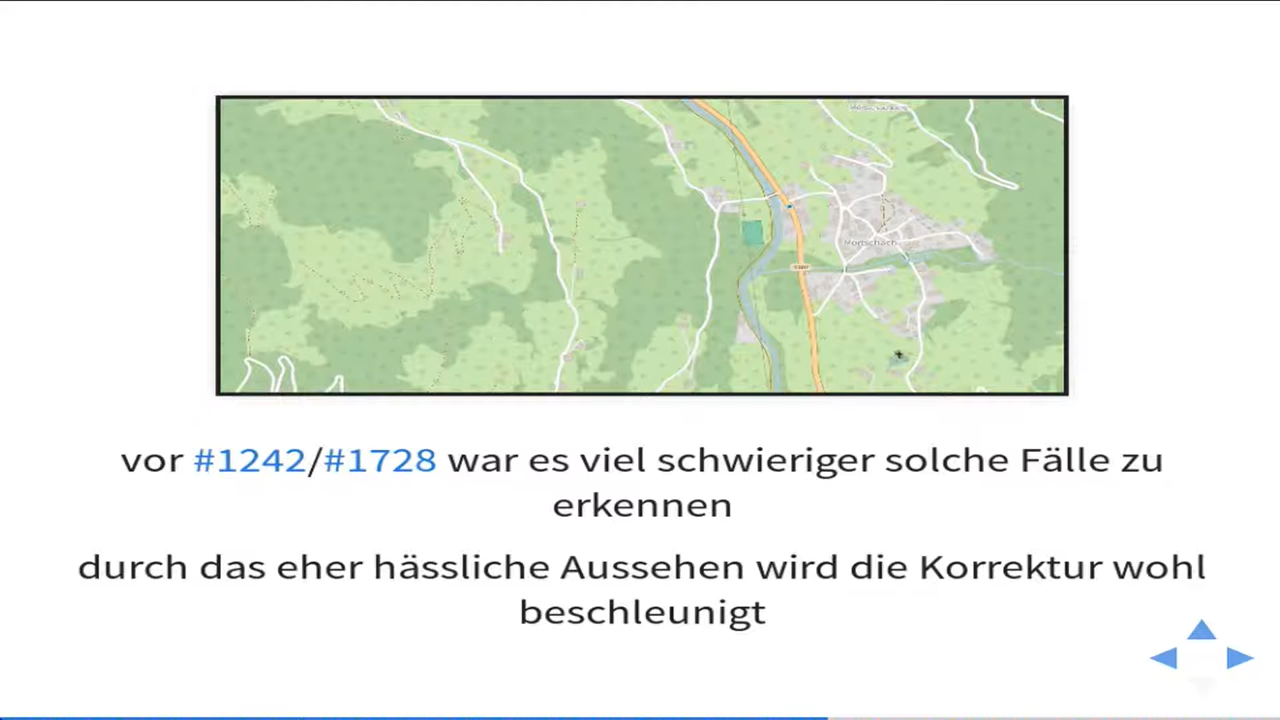 Mörtschach
vor #1242/#1728 war es viel schwieriger solche Fälle zu
erkennen
durch das eher hässliche Aussehen wird die Korrektur wohl
beschleunigt